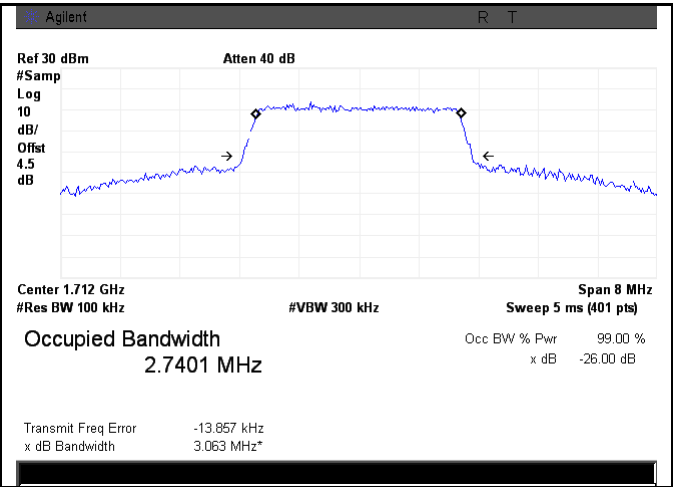 Agilent R T
Ref 30 dBm Atten 40 dB
#Samp
Log
10
dB/
Offst
4.5
dB
Center 1.712 GHz Span 8 MHz
#Res BW 100 kHz #VBW 300 kHz Sweep 5 ms (401 pts)
Occupied Bandwidth Occ BW % Pwr 99.00 %
2.7401 MHz x dB -26.00 dB
Transmit Freq Error -13.857 kHz
x dB Bandwidth 3.063 MHz*